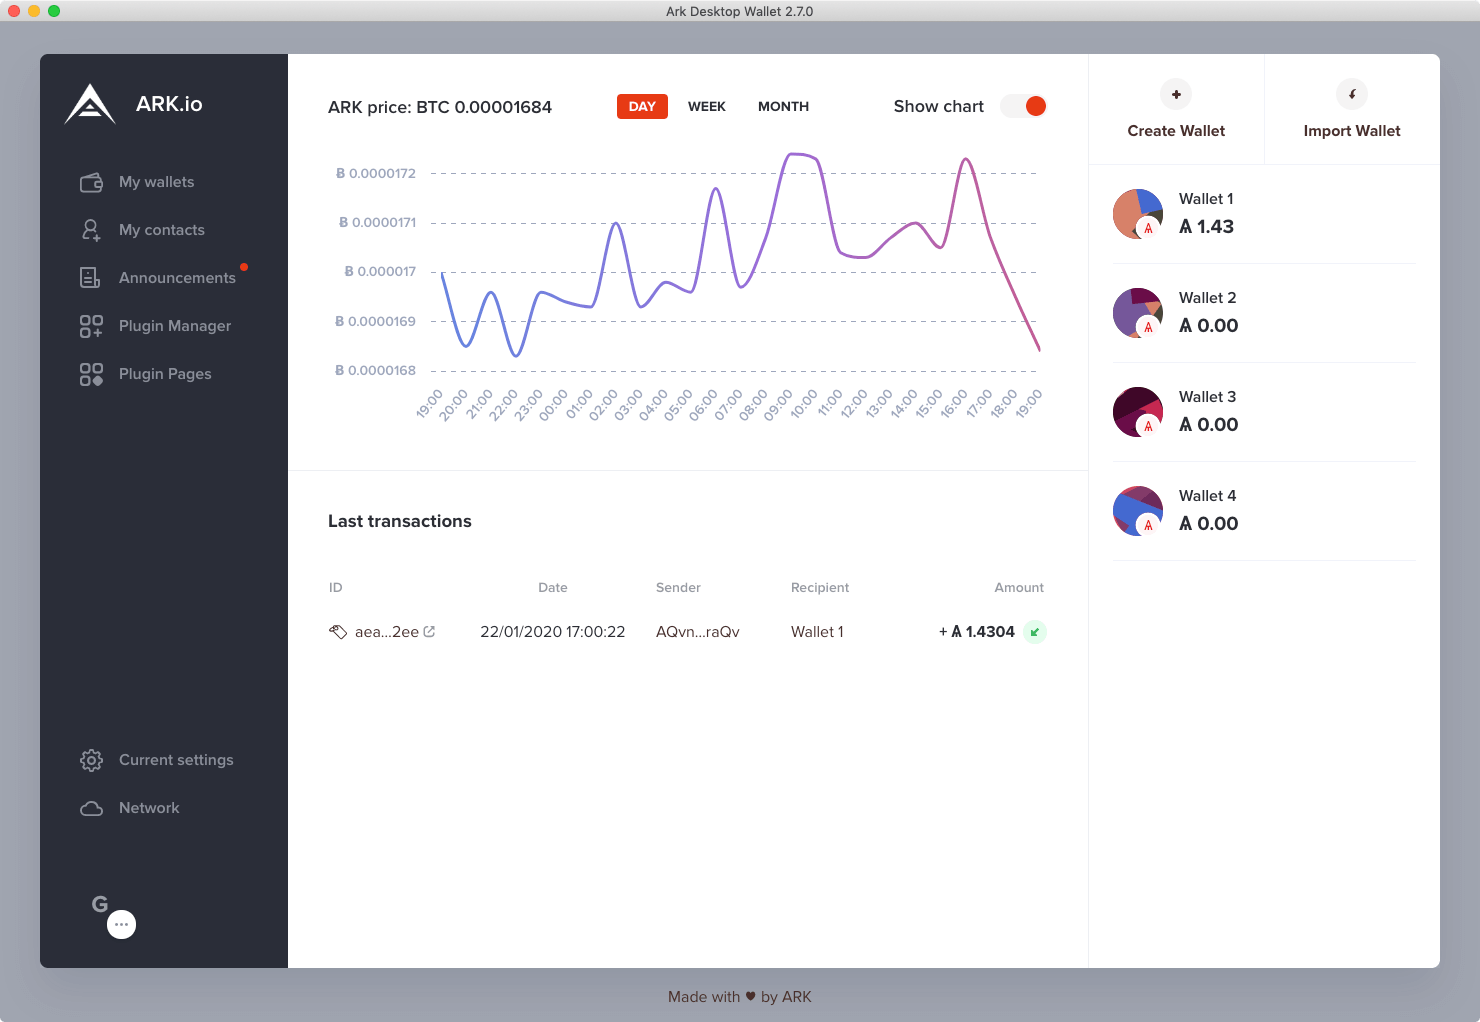 Ark Desktop Wallet 2.7.0
ARK.io
My wallets
My contacts
Announcements
Plugin Manager
Plugin Pages
Current settings
Network
G
ARK price: BTC 0.00001684
DAY WEEK MONTH
Show chart
Ƀ 0.0000172
Ƀ 0.0000171
Ƀ 0.000017
Ƀ 0.0000169
Ƀ 0.0000168
19:00 20:00 21:00 22:00 23:00 00:00 01:00 02:00 03:00 04:00 05:00 06:00 07:00 08:00 09:00 10:00 11:00 12:00 13:00 14:00 15:00 16:00 17:00 18:00 19:00
Last transactions
ID Date Sender Recipient Amount
aea...2ee 22/01/2020 17:00:22 AQvn...raQv Wallet 1 + Ѧ 1.4304
Create Wallet
Import Wallet
Wallet 1
Ѧ 1.43
Wallet 2
Ѧ 0.00
Wallet 3
Ѧ 0.00
Wallet 4
Ѧ 0.00
Made with ♥ by ARK